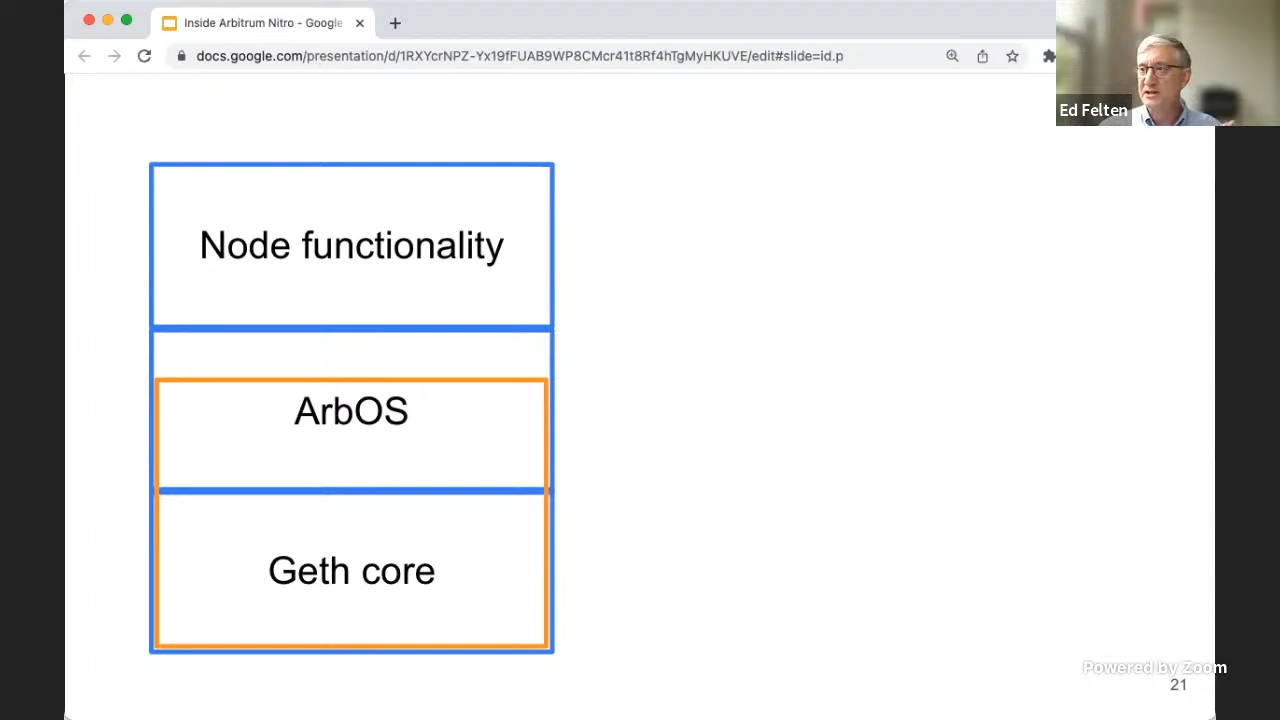 Inside Arbitrum Nitro - Google
docs.google.com/presentation/d/1RXYcrNPZ-Yx19fFUAB9WP8CMcr41t8Rf4hTgMyHKUVE/edit#slide=id.p
Ed Felten
Node functionality
ArbOS
Geth core
Powered by Zoom
21